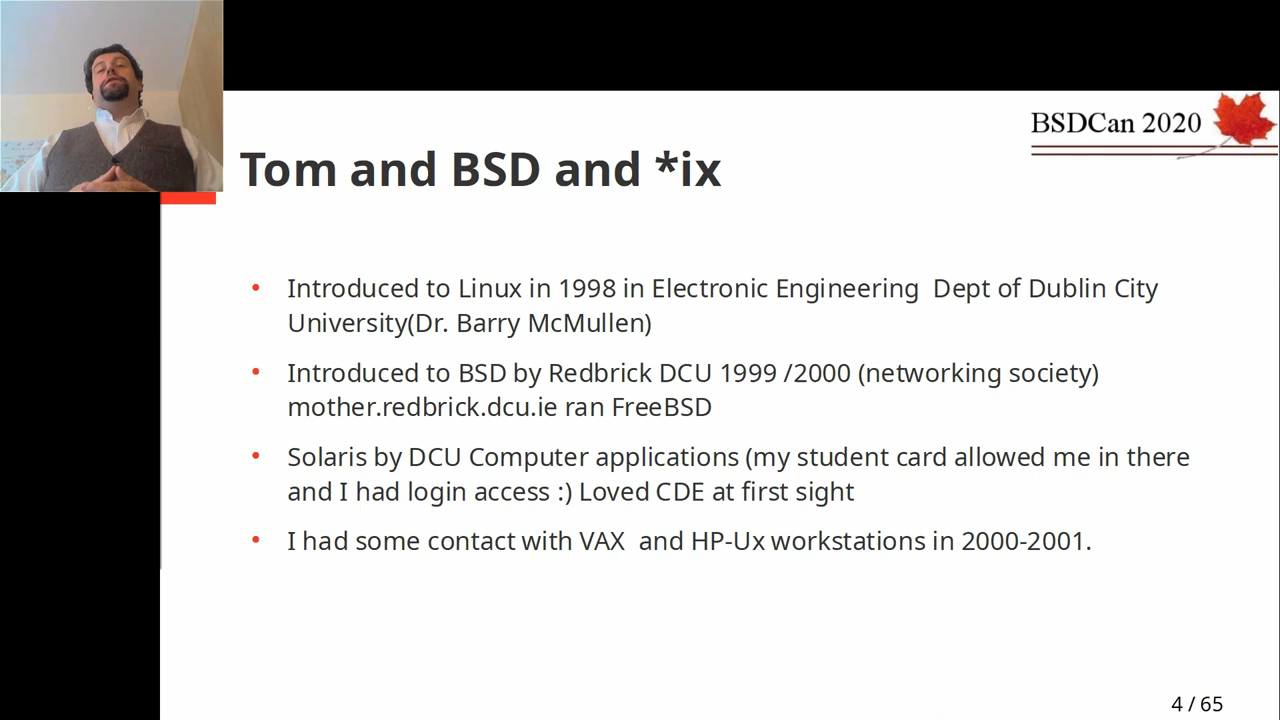 BSDCan 2020
Tom and BSD and *ix
Introduced to Linux in 1998 in Electronic Engineering  Dept of Dublin City
University(Dr. Barry McMullen)
Introduced to BSD by Redbrick DCU 1999 /2000 (networking society)
mother.redbrick.dcu.ie ran FreeBSD
Solaris by DCU Computer applications (my student card allowed me in there
and I had login access :) Loved CDE at first sight
I had some contact with VAX  and HP-Ux workstations in 2000-2001.
4 / 65